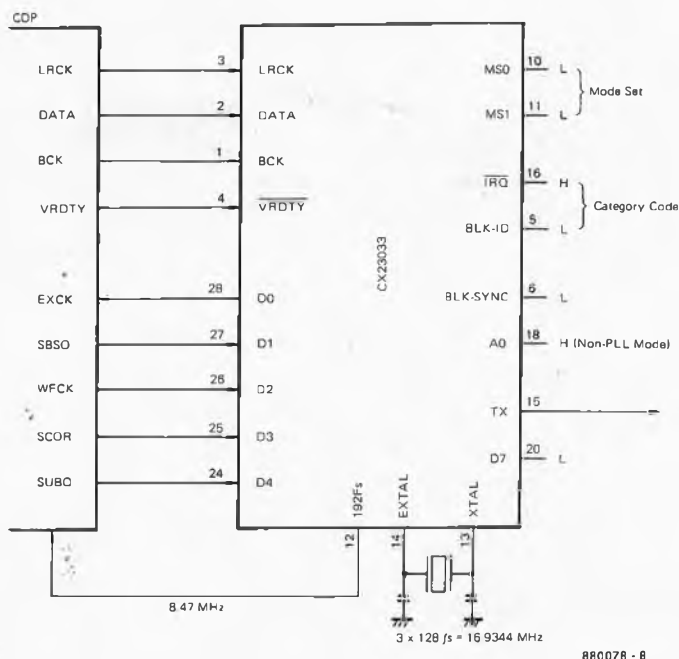 CDP
LRCK 3 LRCK MS0 10 L
Mode Set
DATA 2 DATA MS1 11 L
BCK 1 BCK
IRQ 16 H
VRDTY 4 VRDTY
Category Code
BLK-ID 5 L
CX23033
EXCK 28 D0 BLK-SYNC 6 L
SBSO 27 D1 A0 18 H (Non-PLL Mode)
WFCK 26 D2
TX 15
SCOR 25 D3
D7 20 L
SUBQ 24 D4
192Fs EXTAL XTAL
12 14 13
8.47 MHz
3 x 128 fs = 16 9344 MHz
880078 - 8